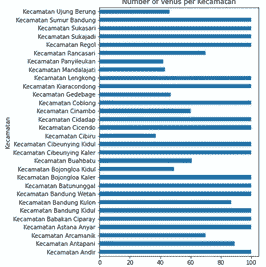 Number of Venues per Kecamatan
Kecamatan Ujung Berung
Kecamatan Sumur Bandung
Kecamatan Sukasari
Kecamatan Sukajadi
Kecamatan Regol
Kecamatan Rancasari
Kecamatan Panyileukan
Kecamatan Mandalajati
Kecamatan Lengkong
Kecamatan Kiaracondong
Kecamatan Gedebage
Kecamatan Coblong
Kecamatan Cinambo
Kecamatan Cidadap
Kecamatan Cicendo
Kecamatan Cibiru
Kecamatan Cibeunying Kidul
Kecamatan Cibeunying Kaler
Kecamatan Buahbatu
Kecamatan Bojongloa Kidul
Kecamatan Bojongloa Kaler
Kecamatan Batununggal
Kecamatan Bandung Wetan
Kecamatan Bandung Kulon
Kecamatan Bandung Kidul
Kecamatan Babakan Ciparay
Kecamatan Astana Anyar
Kecamatan Arcamanik
Kecamatan Antapani
Kecamatan Andir
Kecamatan
0 20 40 60 80 100